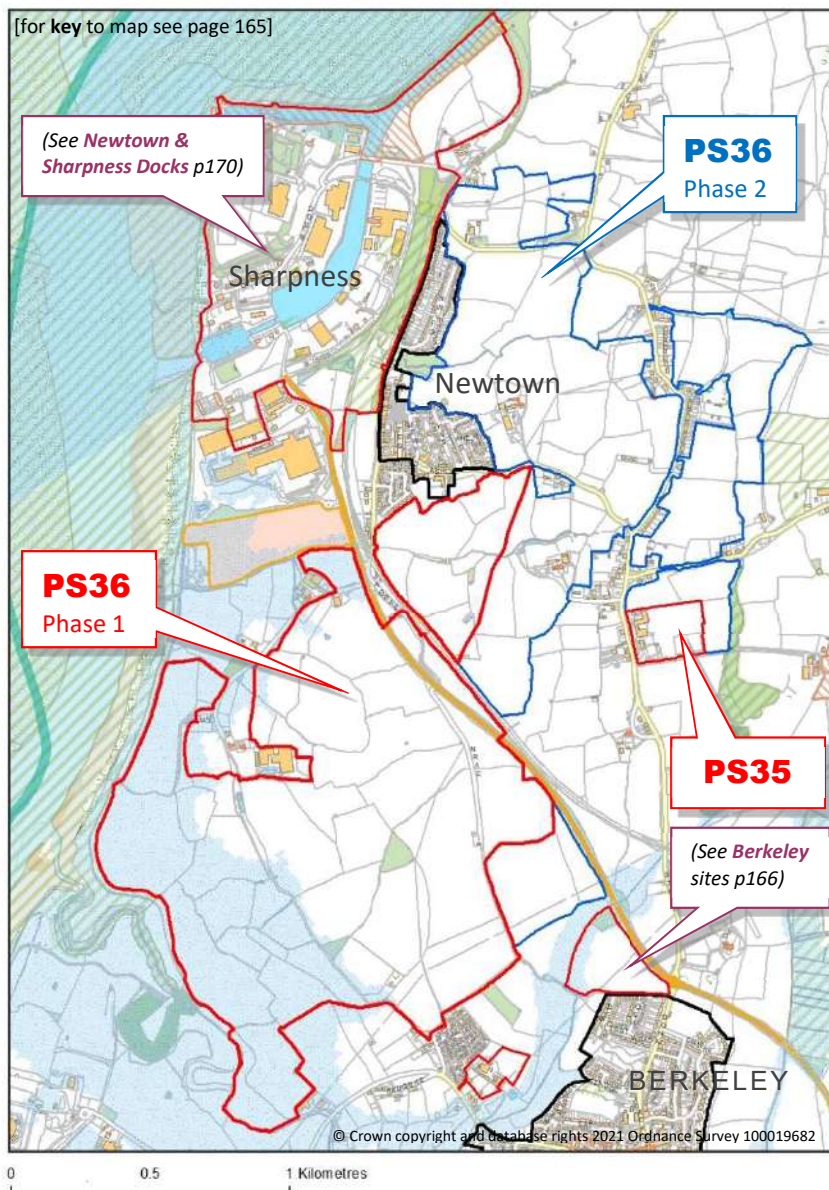 [for key to map see page 165]
(See Newtown &
Sharpness Docks p170)
PS36
Phase 2
Sharpness
Newtown
PS36
Phase 1
PS35
(See Berkeley
sites p166)
BERKELEY
© Crown copyright and database rights 2021 Ordnance Survey 100019682
0 0.5 1 Kilometres